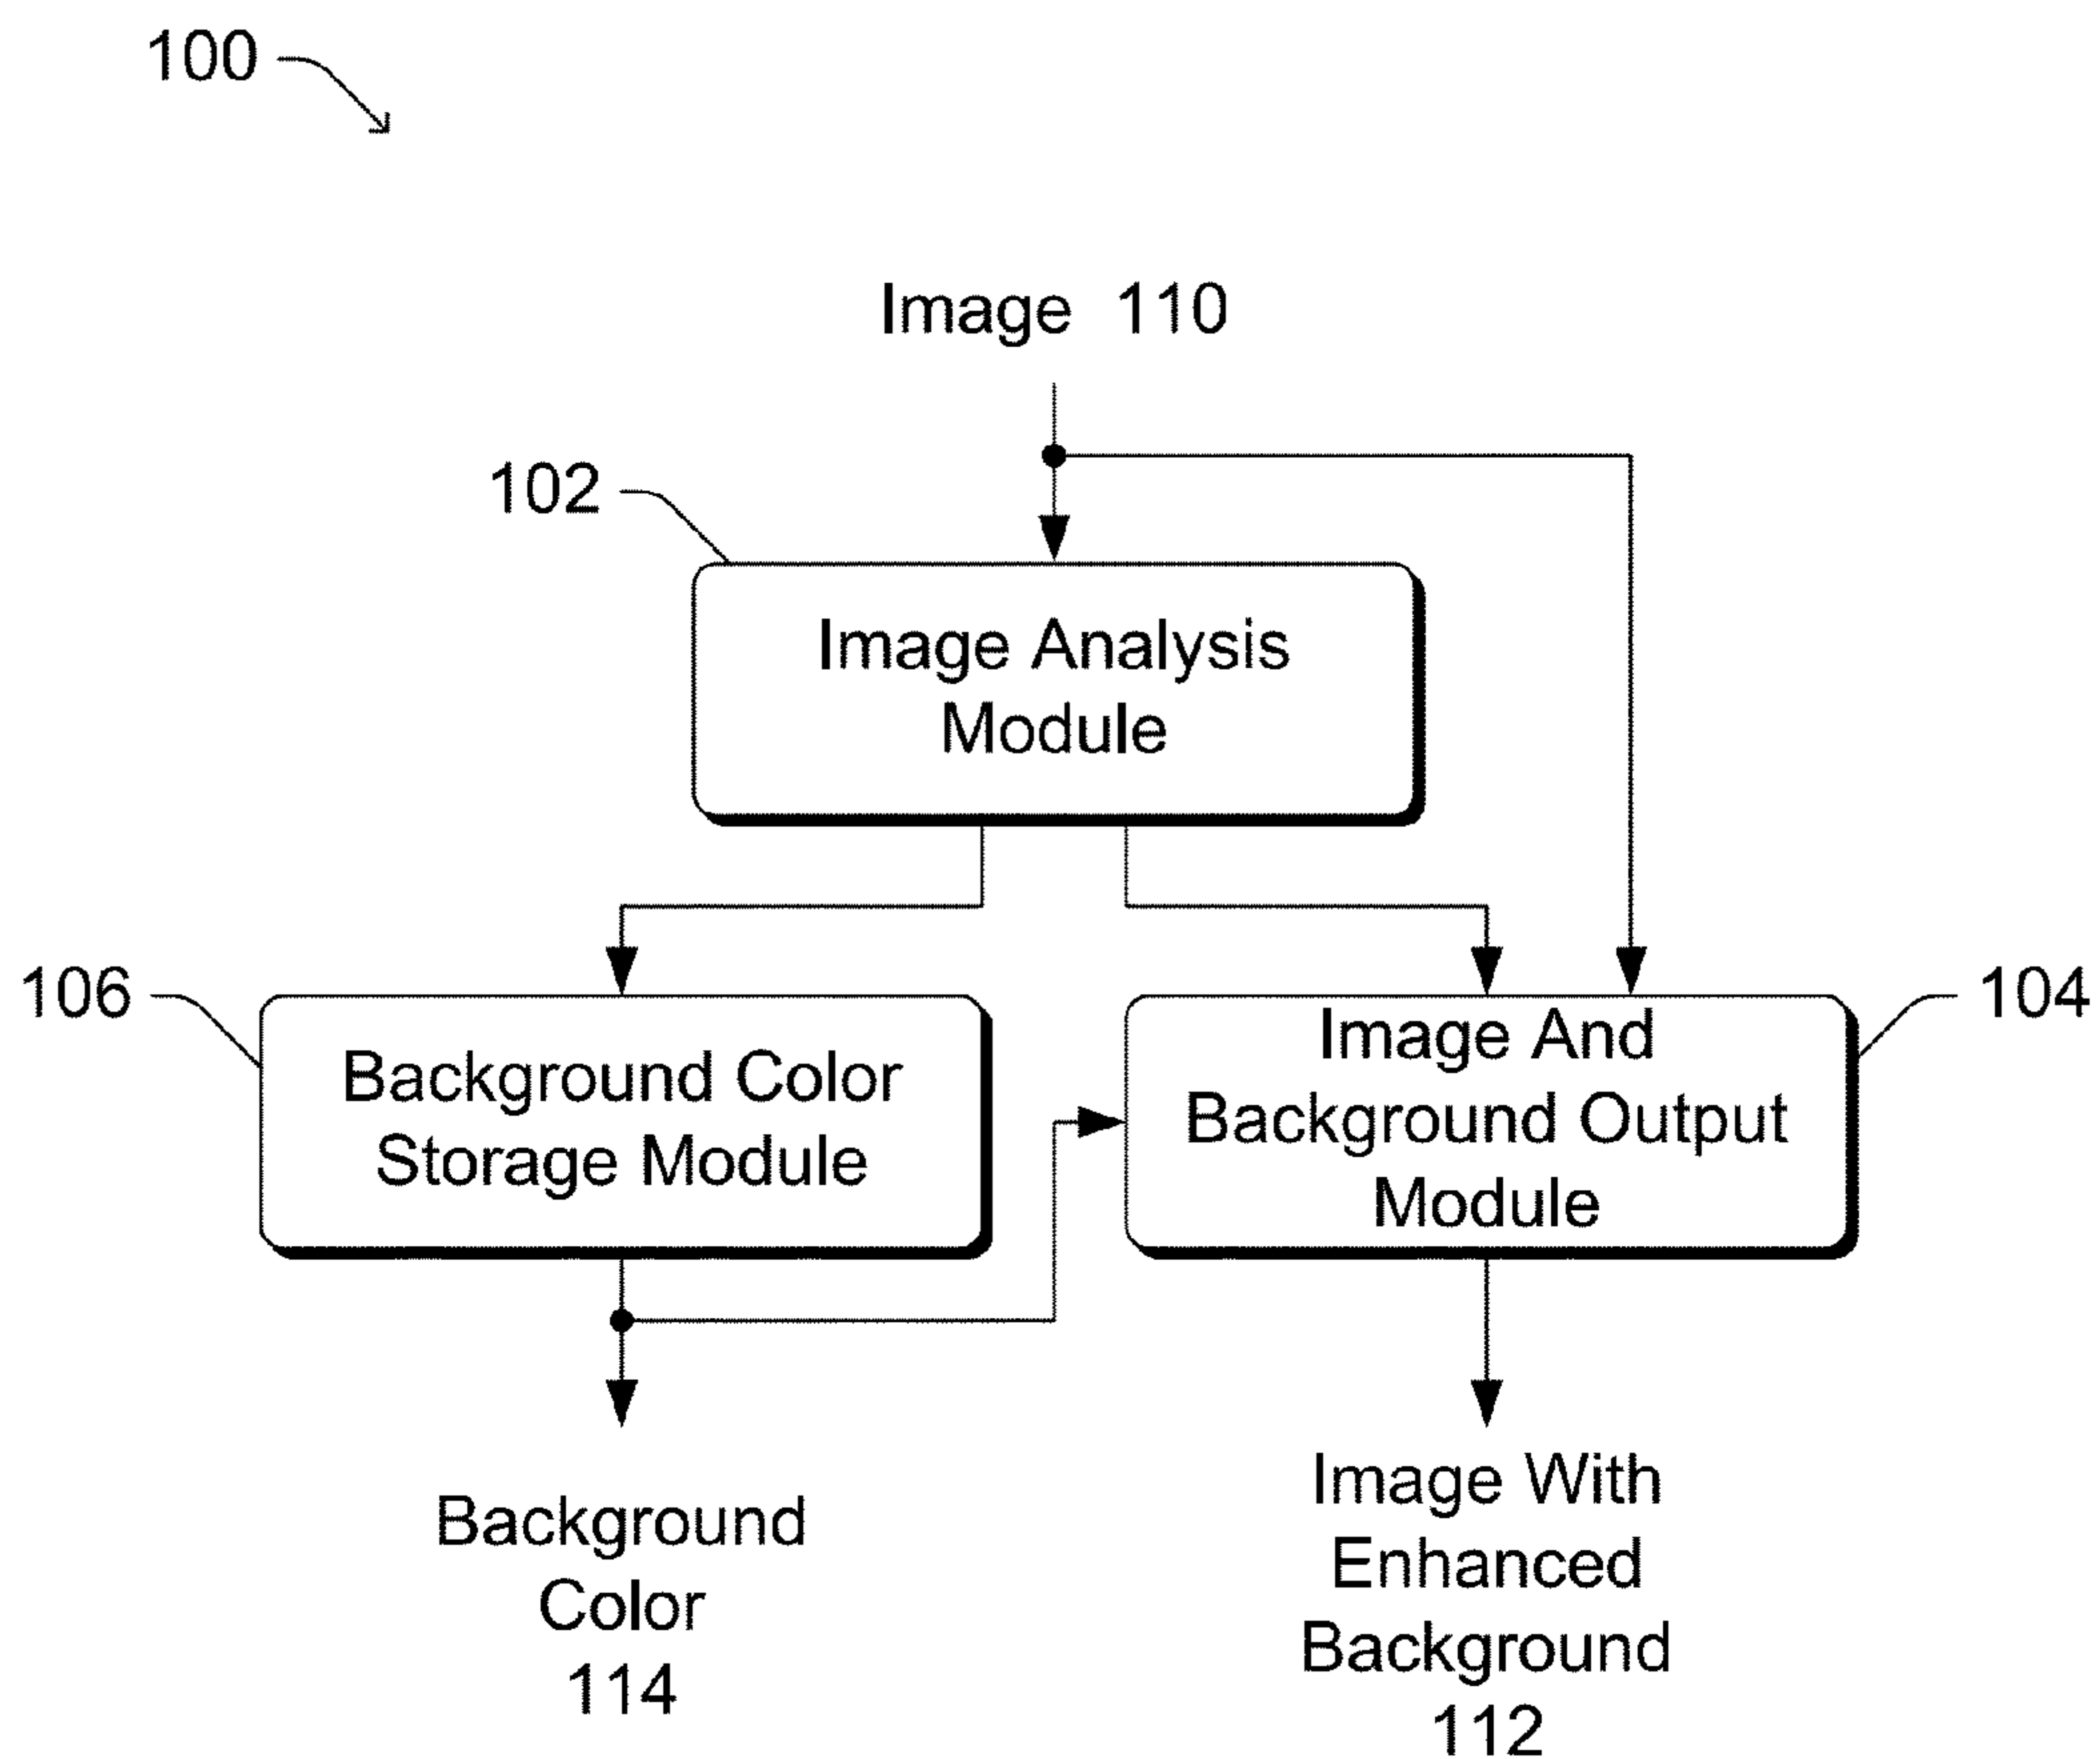 100
Image 110
102
Image Analysis
Module
106
Background Color
Storage Module
Image And
Background Output
Module
104
Background
Color
114
Image With
Enhanced
Background
112